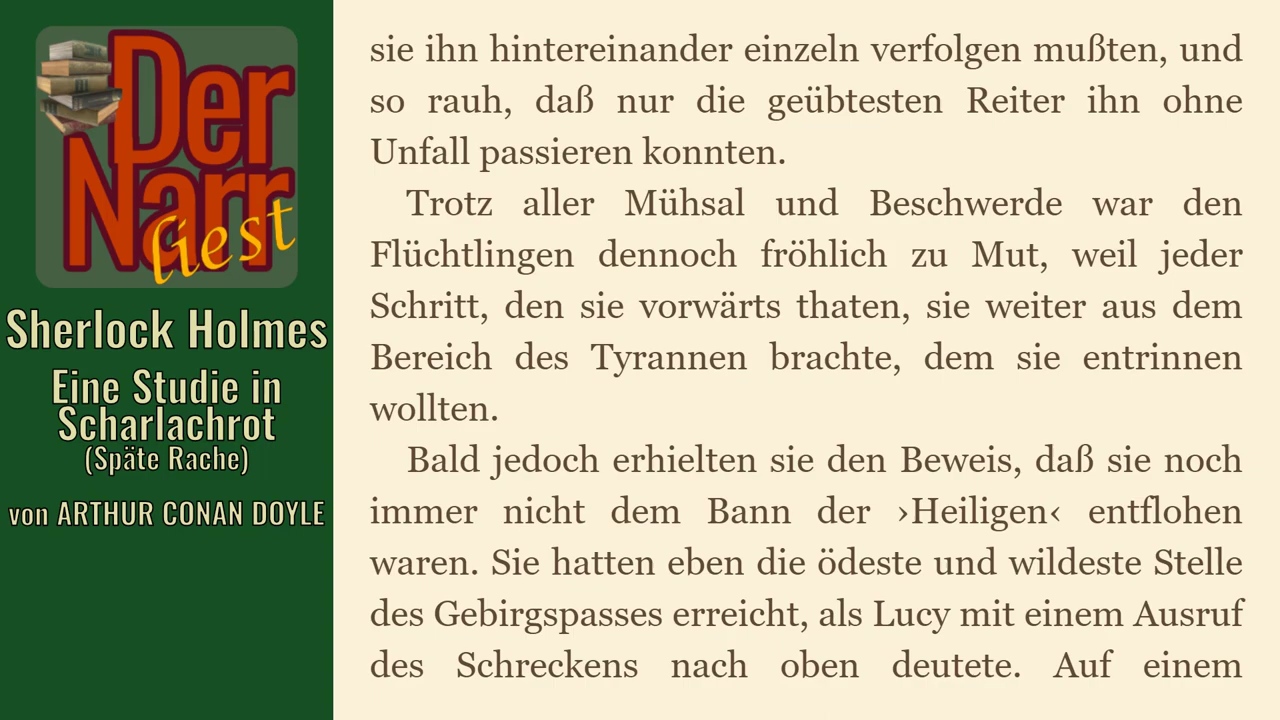 Der
Narr
liest
Sherlock Holmes
Eine Studie in
Scharlachrot
(Späte Rache)
von ARTHUR CONAN DOYLE
sie ihn hintereinander einzeln verfolgen mußten, und
so rauh, daß nur die geübtesten Reiter ihn ohne
Unfall passieren konnten.
Trotz aller Mühsal und Beschwerde war den
Flüchtlingen dennoch fröhlich zu Mut, weil jeder
Schritt, den sie vorwärts thaten, sie weiter aus dem
Bereich des Tyrannen brachte, dem sie entrinnen
wollten.
Bald jedoch erhielten sie den Beweis, daß sie noch
immer nicht dem Bann der ›Heiligen‹ entflohen
waren. Sie hatten eben die ödeste und wildeste Stelle
des Gebirgspasses erreicht, als Lucy mit einem Ausruf
des Schreckens nach oben deutete. Auf einem